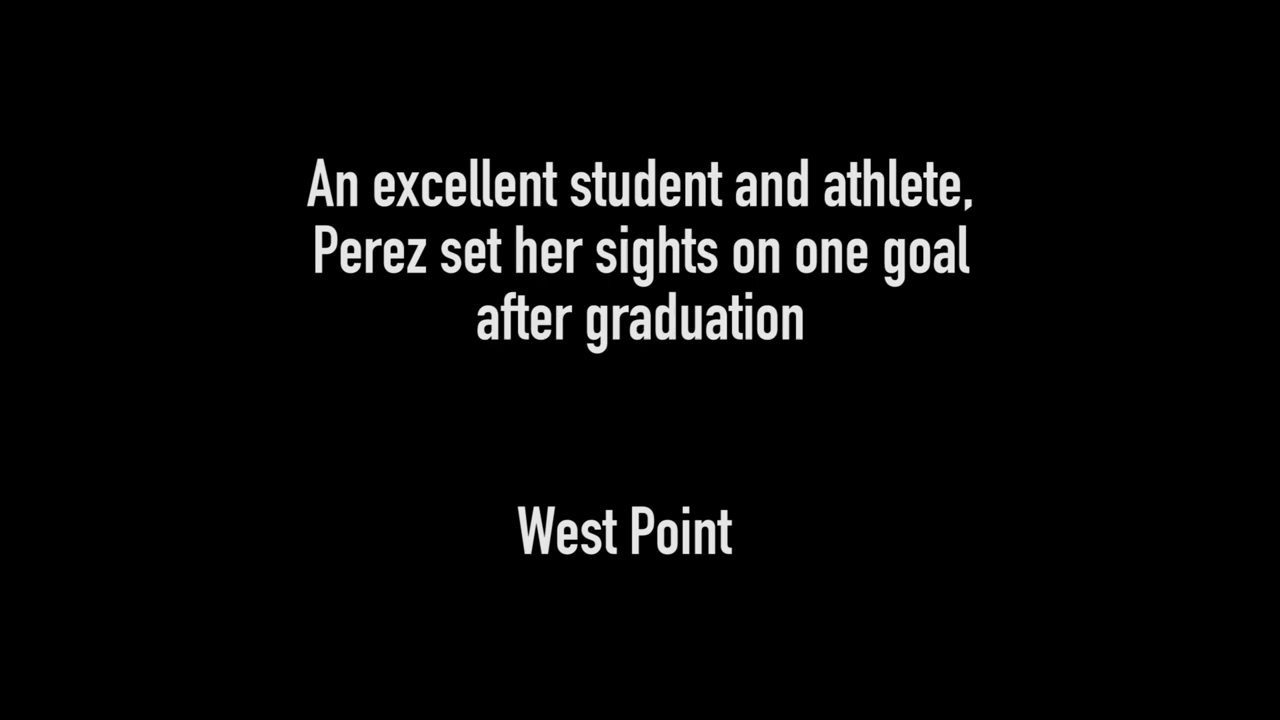 An excellent student and athlete,
Perez set her sights on one goal
after graduation
West Point